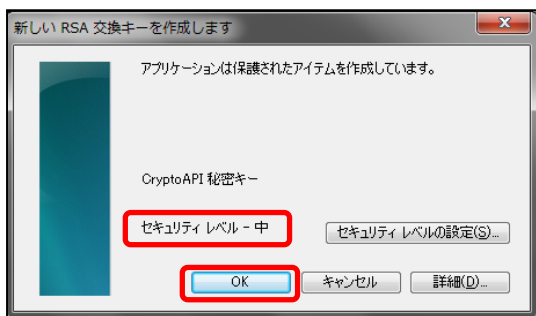 新しい RSA 交換キーを作成します
アプリケーションは保護されたアイテムを作成しています。
CryptoAPI 秘密キー
セキュリティ レベル - 中
セキュリティ レベルの設定(S)...
OK
キャンセル
詳細(D)...